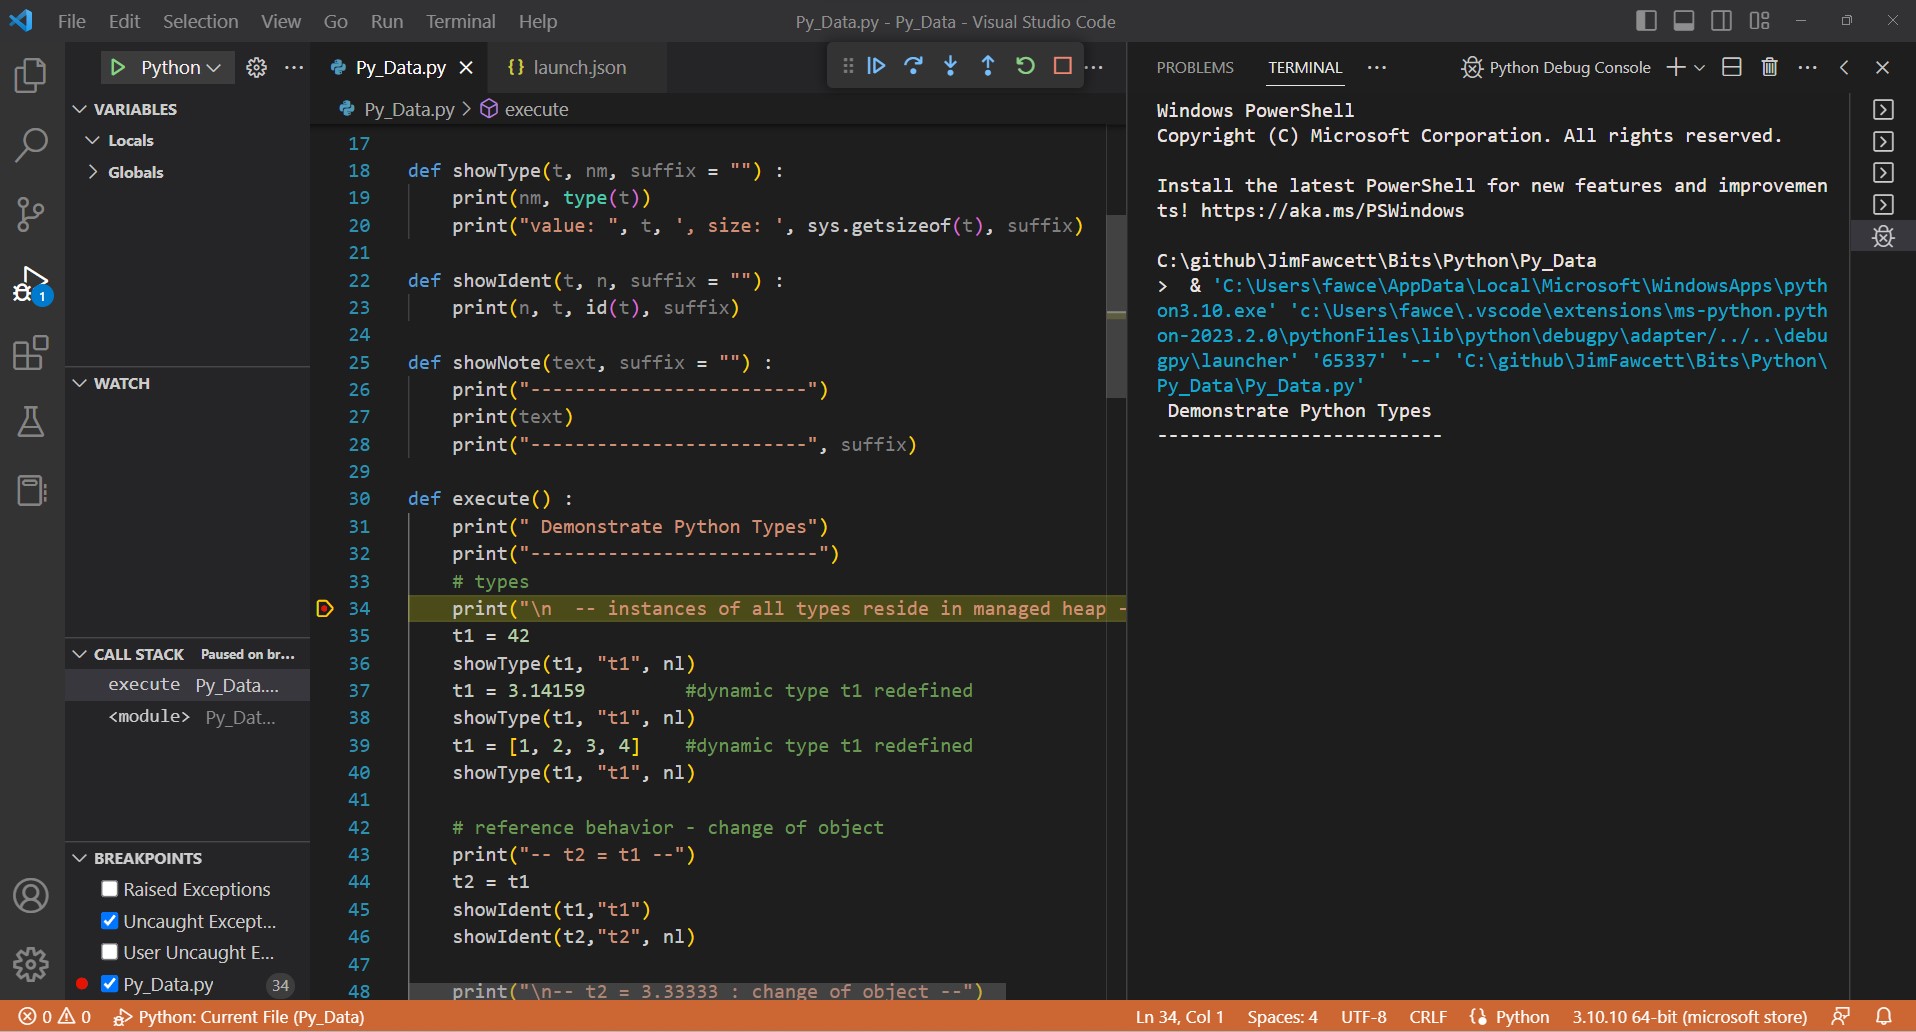 File Edit Selection View Go Run Terminal Help
Py_Data.py - Py_Data - Visual Studio Code
Python
VARIABLES
Locals
Globals
WATCH
CALL STACK Paused on br...
execute Py_Data....
<module> Py_Dat...
BREAKPOINTS
Raised Exceptions
Uncaught Except...
User Uncaught E...
Py_Data.py 34
1
Py_Data.py
{} launch.json
Py_Data.py > execute
17
18 def showType(t, nm, suffix = "") :
19     print(nm, type(t))
20     print("value: ", t, ', size: ', sys.getsizeof(t), suffix)
21
22 def showIdent(t, n, suffix = "") :
23     print(n, t, id(t), suffix)
24
25 def showNote(text, suffix = "") :
26     print("-------------------------")
27     print(text)
28     print("-------------------------", suffix)
29
30 def execute() :
31     print(" Demonstrate Python Types")
32     print("--------------------------")
33     # types
34     print("\n  -- instances of all types reside in managed heap -
35     t1 = 42
36     showType(t1, "t1", nl)
37     t1 = 3.14159         #dynamic type t1 redefined
38     showType(t1, "t1", nl)
39     t1 = [1, 2, 3, 4]    #dynamic type t1 redefined
40     showType(t1, "t1", nl)
41
42     # reference behavior - change of object
43     print("-- t2 = t1 --")
44     t2 = t1
45     showIdent(t1,"t1")
46     showIdent(t2,"t2", nl)
47
48     print("\n-- t2 = 3.33333 : change of object --")
PROBLEMS TERMINAL ··· Python Debug Console
Windows PowerShell
Copyright (C) Microsoft Corporation. All rights reserved.
Install the latest PowerShell for new features and improvemen
ts! https://aka.ms/PSWindows
C:\github\JimFawcett\Bits\Python\Py_Data
>  & 'C:\Users\fawce\AppData\Local\Microsoft\WindowsApps\pyth
on3.10.exe' 'c:\Users\fawce\.vscode\extensions\ms-python.pyth
on-2023.2.0\pythonFiles\lib\python\debugpy\adapter/../..\debu
gpy\launcher' '65337' '--' 'C:\github\JimFawcett\Bits\Python\
Py_Data\Py_Data.py'
 Demonstrate Python Types
--------------------------
0 0 Python: Current File (Py_Data) Ln 34, Col 1 Spaces: 4 UTF-8 CRLF Python 3.10.10 64-bit (microsoft store)